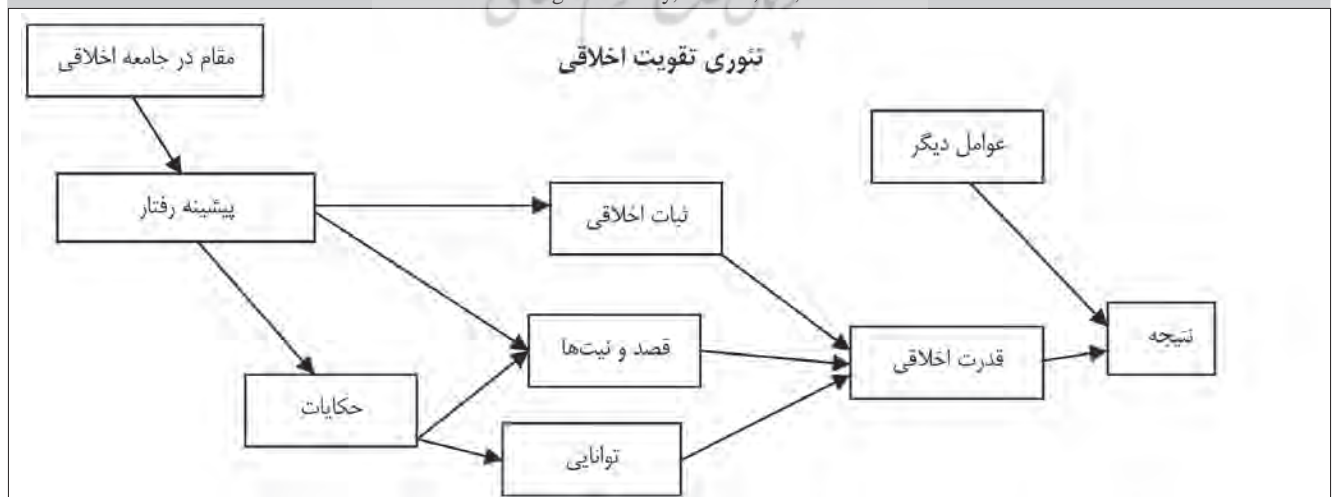 تئوری تقویت اخلاقی
مقام در جامعه اخلاقی
عوامل دیگر
پیشینه رفتار
ثبات اخلاقی
قصد و نیت‌ها
قدرت اخلاقی
نتیجه
حکایات
توانایی